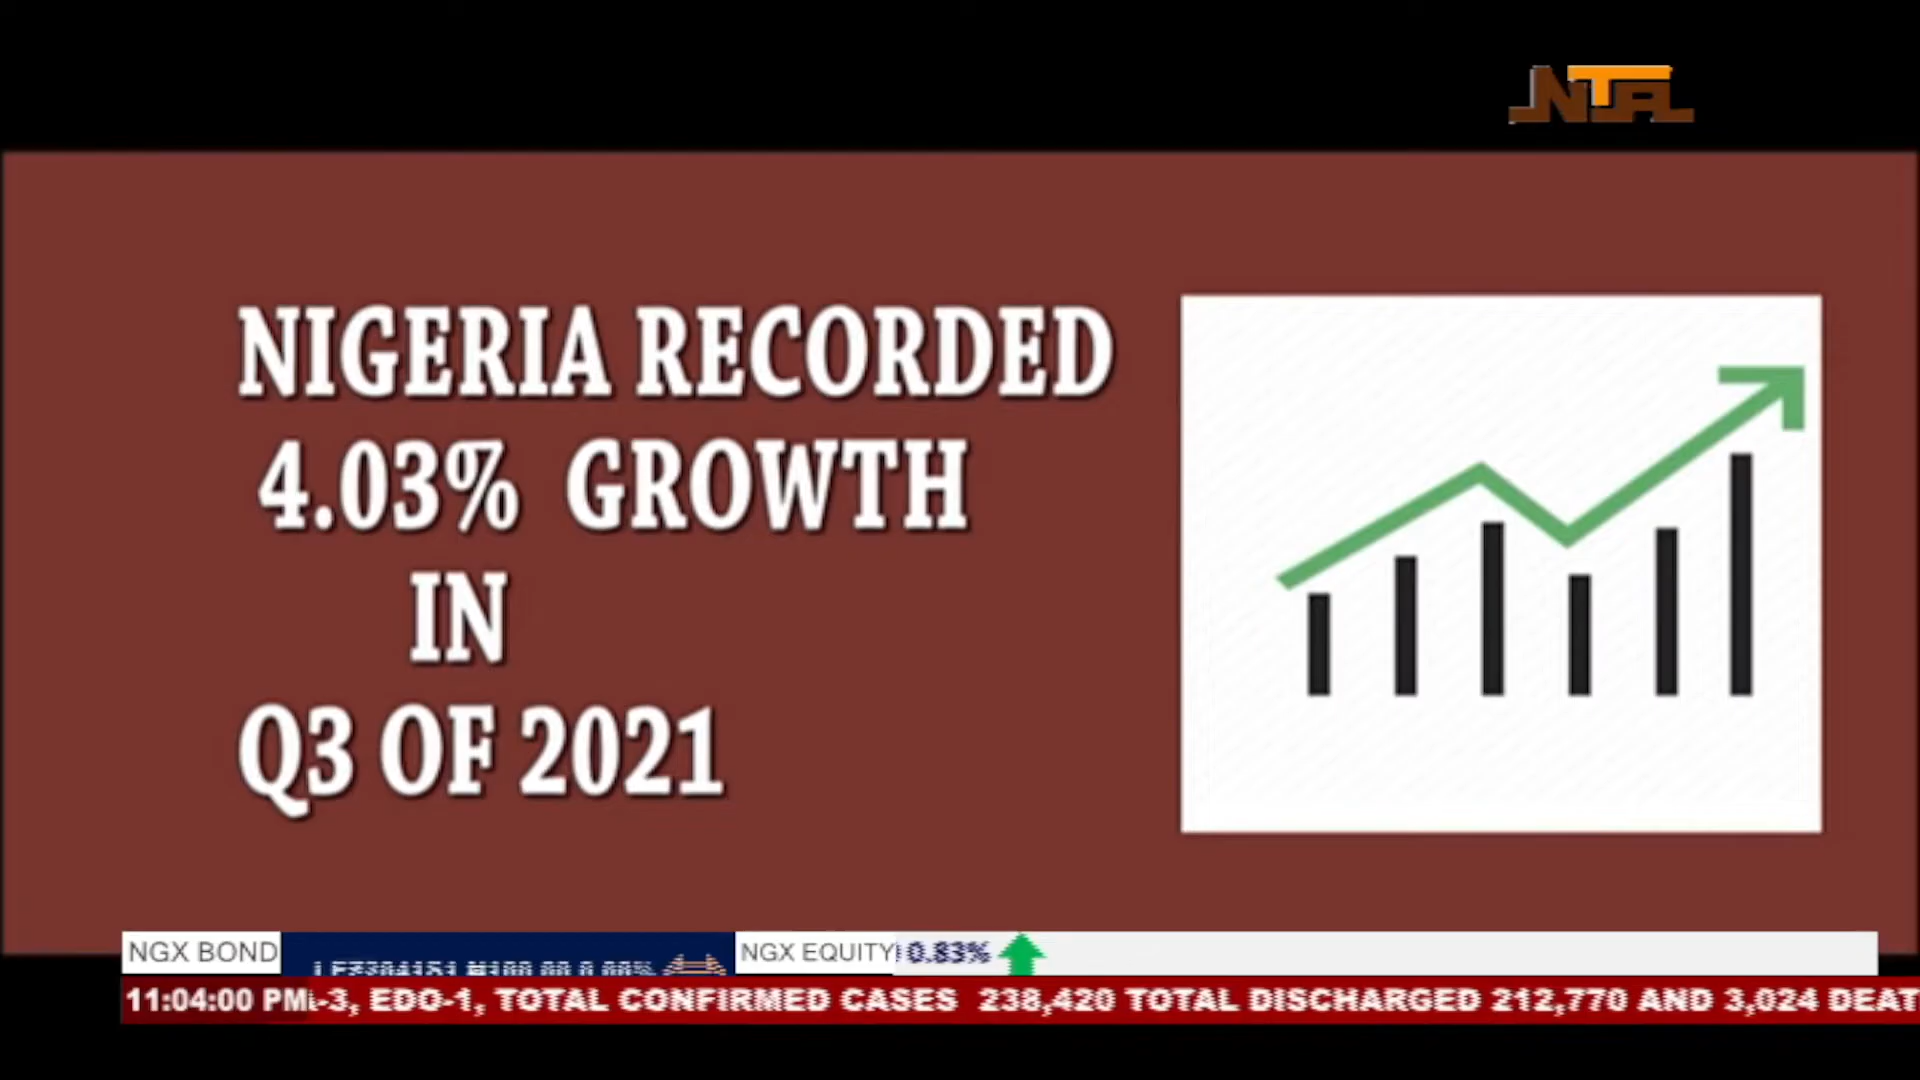 NTA
NIGERIA RECORDED
4.03% GROWTH
IN
Q3 OF 2021
NGX BOND
NGX EQUITY 0.83%
11:04:00 PM -3, EDO-1, TOTAL CONFIRMED CASES 238,420 TOTAL DISCHARGED 212,770 AND 3,024 DEAT